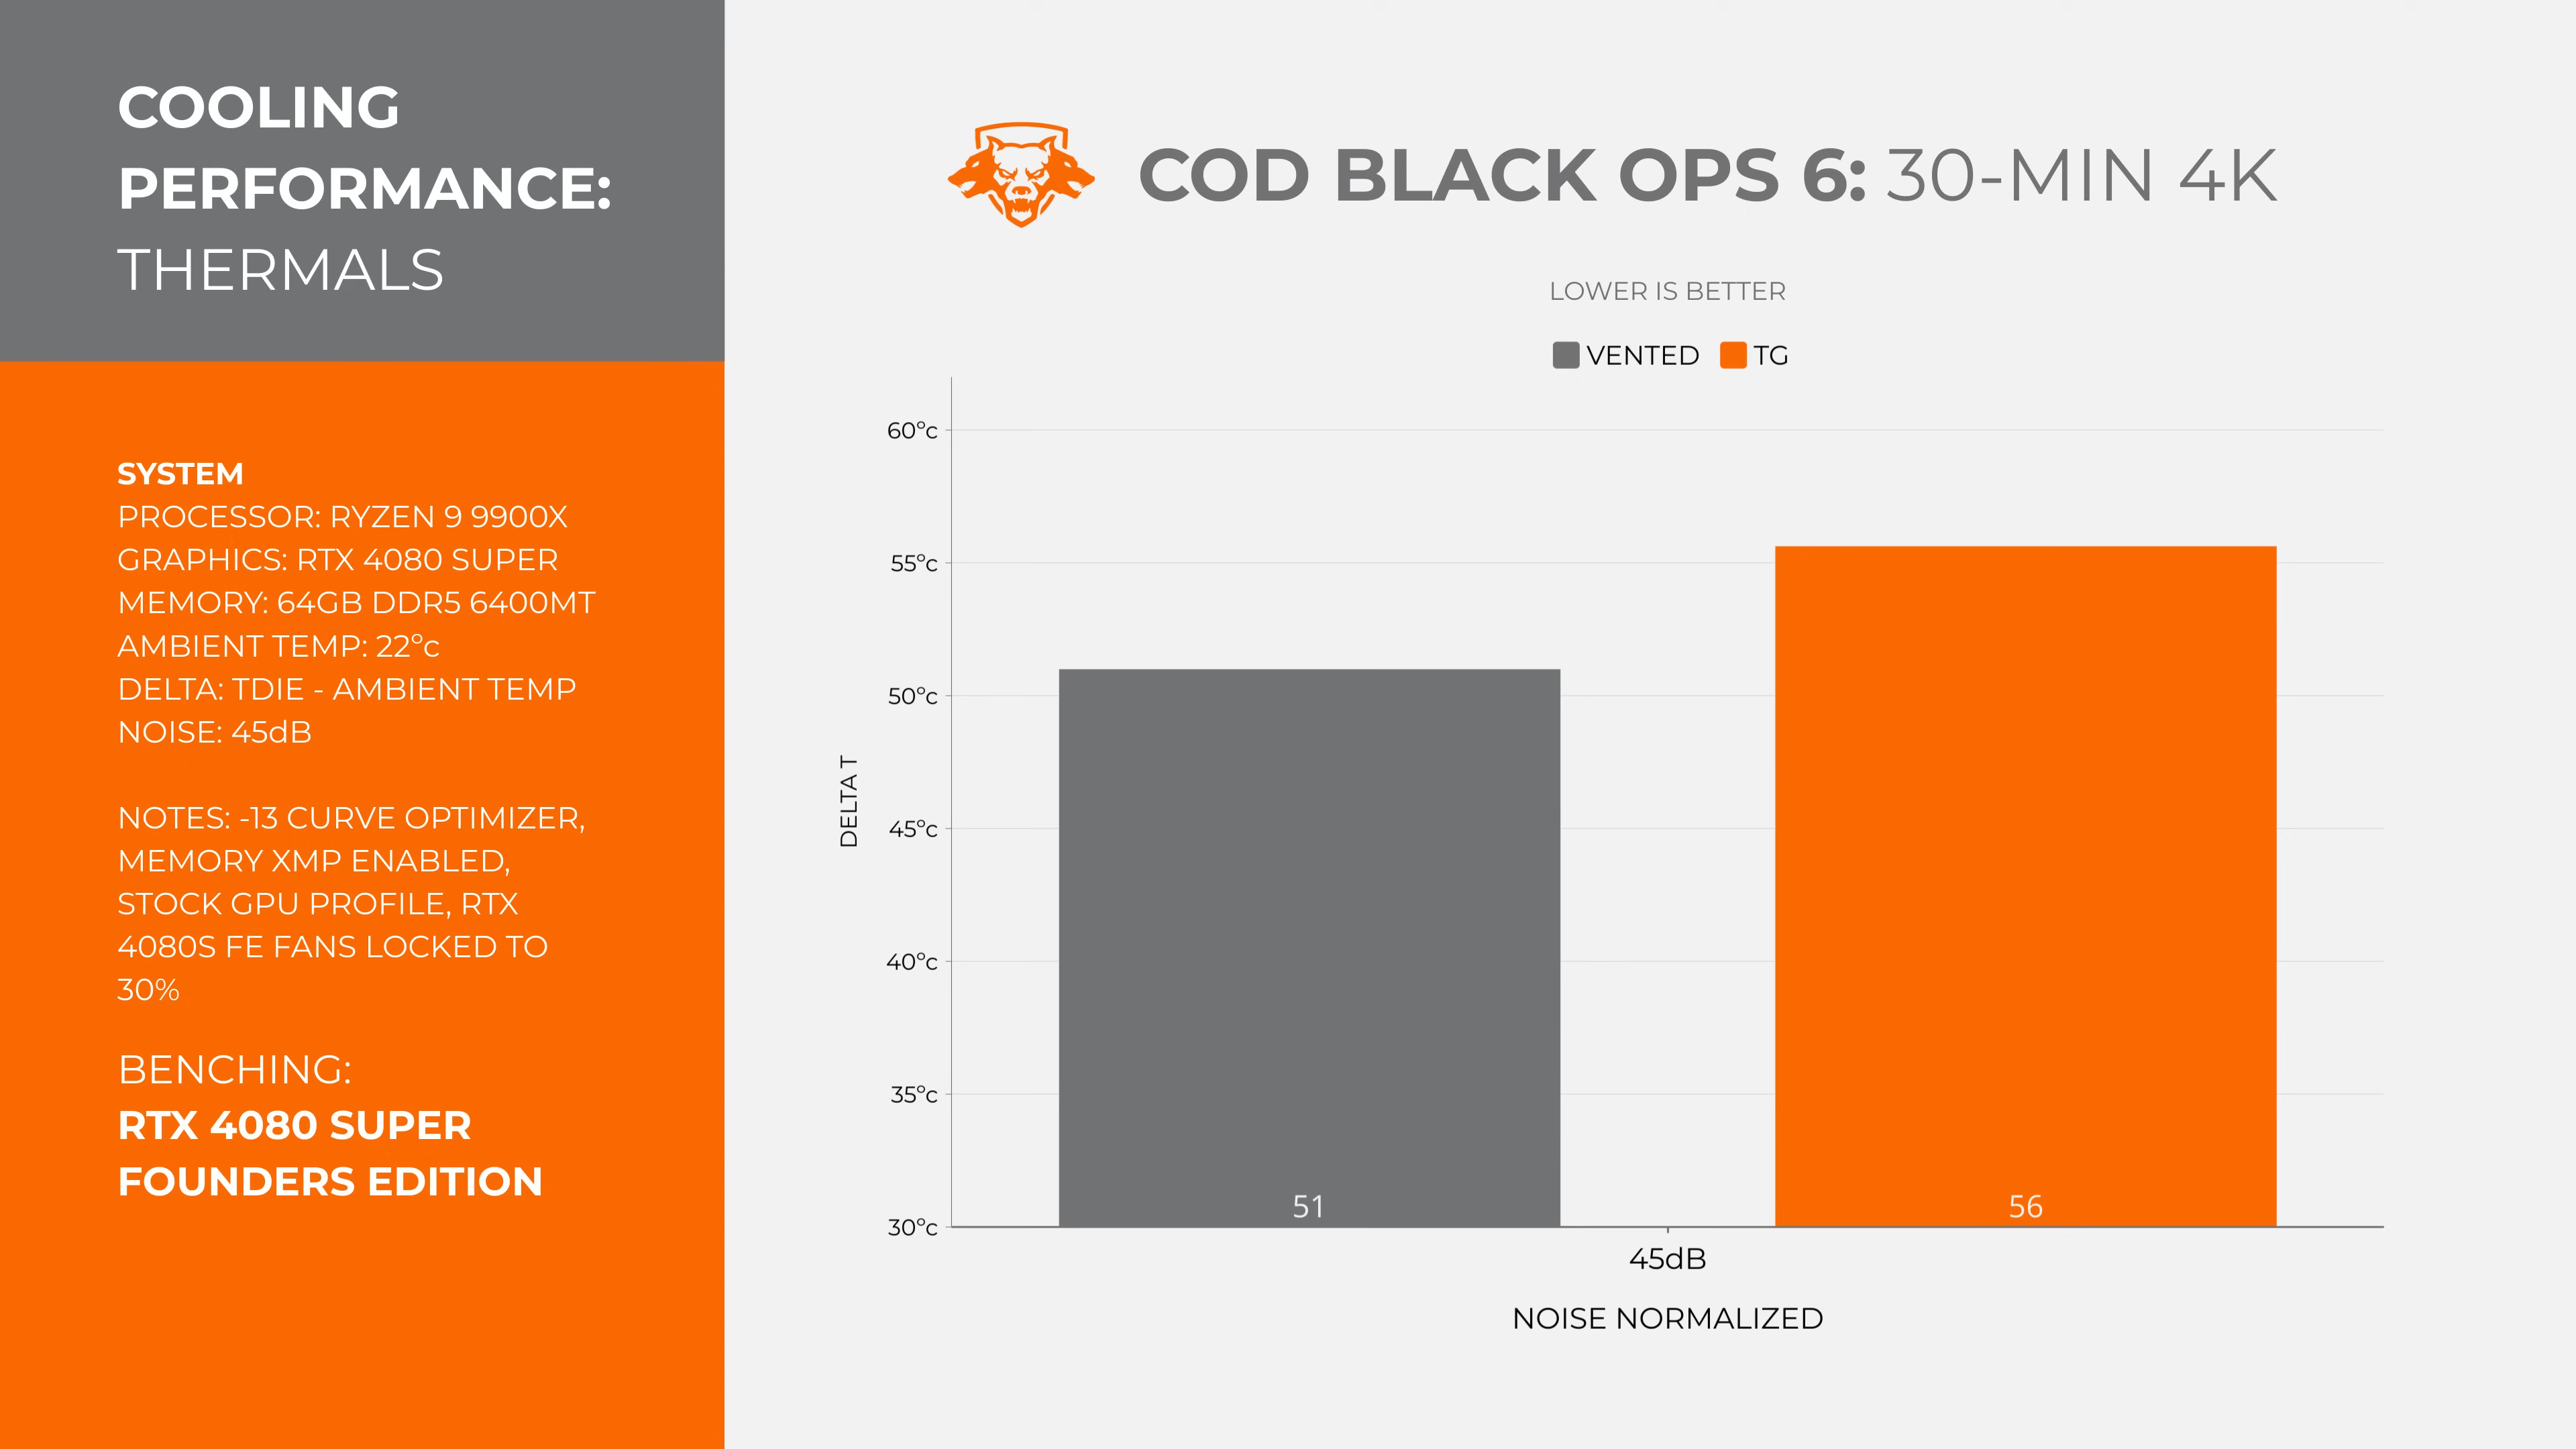 COOLING
PERFORMANCE:
THERMALS
SYSTEM
PROCESSOR: RYZEN 9 9900X
GRAPHICS: RTX 4080 SUPER
MEMORY: 64GB DDR5 6400MT
AMBIENT TEMP: 22°c
DELTA: TDIE - AMBIENT TEMP
NOISE: 45dB
NOTES: -13 CURVE OPTIMIZER,
MEMORY XMP ENABLED,
STOCK GPU PROFILE, RTX
4080S FE FANS LOCKED TO
30%
BENCHING:
RTX 4080 SUPER
FOUNDERS EDITION
COD BLACK OPS 6: 30-MIN 4K
LOWER IS BETTER
VENTED TG
DELTA T
60°c
55°c
50°c
45°c
40°c
35°c
30°c
51 56
45dB
NOISE NORMALIZED